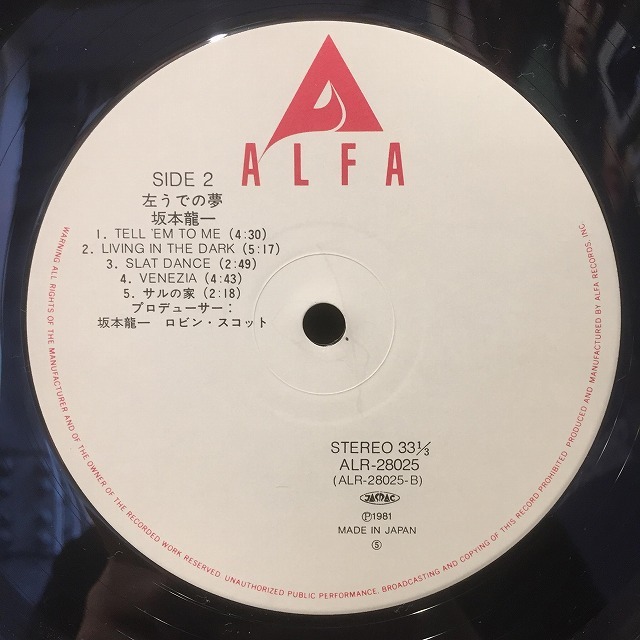 ALFA
SIDE 2
左うでの夢
坂本龍一
1. TELL 'EM TO ME (4:30)
2. LIVING IN THE DARK (5:17)
3. SLAT DANCE (2:49)
4. VENEZIA (4:43)
5. サルの家 (2:18)
プロデューサー:
坂本龍一 ロビン・スコット
STEREO 33⅓
ALR-28025
(ALR-28025-B)
JASRAC
Ⓟ1981
MADE IN JAPAN
Ⓢ
WARNING ALL RIGHTS OF THE MANUFACTURER AND OF THE OWNER OF THE RECORDED WORK RESERVED. UNAUTHORIZED PUBLIC PERFORMANCE, BROADCASTING AND COPYING OF THIS RECORD PROHIBITED PRODUCED AND MANUFACTURED BY ALFA RECORDS, INC.